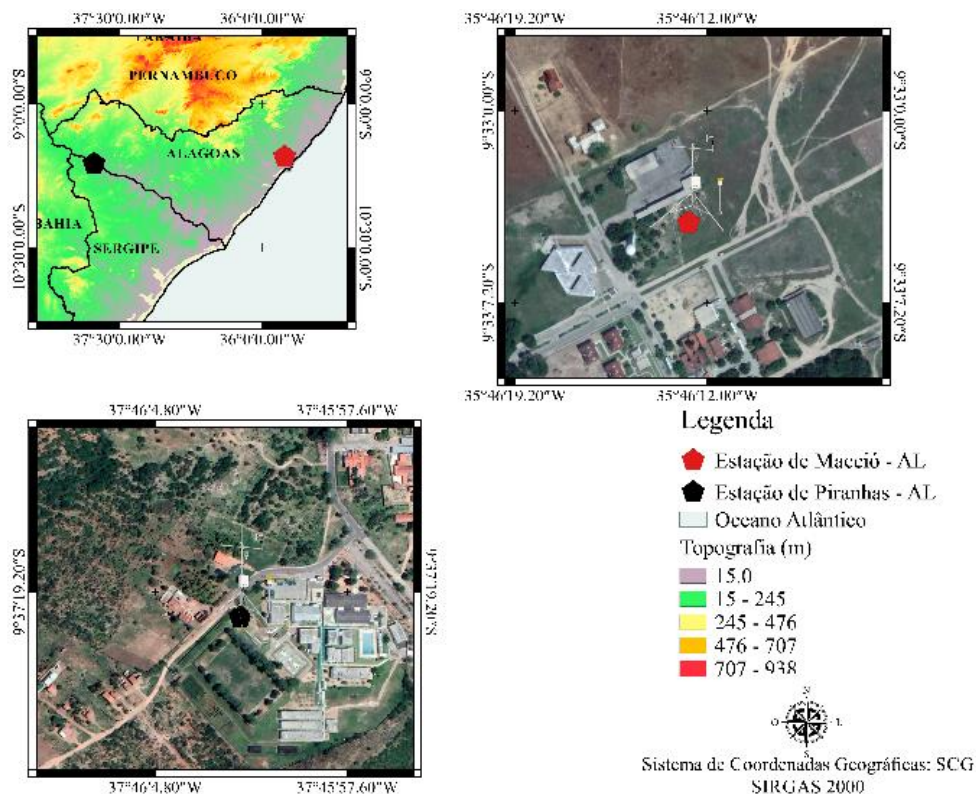 37°30'0.00"W 36°0'0.00"W
PARAÍBA
PERNAMBUCO
ALAGOAS
BAHIA
SERGIPE
9°0'0.00"S
10°30'0.00"S
9°0'0.00"S
10°30'0.00"S
37°30'0.00"W 36°0'0.00"W
35°46'19.20"W 35°46'12.00"W
9°33'0.00"S
9°33'7.20"S
9°33'0.00"S
9°33'7.20"S
35°46'19.20"W 35°46'12.00"W
37°46'4.80"W 37°45'57.60"W
9°37'19.20"S
9°37'19.20"S
37°46'4.80"W 37°45'57.60"W
Legenda
Estação de Maceió - AL
Estação de Piranhas - AL
Oceano Atlântico
Topografia (m)
15.0
15 - 245
245 - 476
476 - 707
707 - 938
N
O L
S
Sistema de Coordenadas Geográficas: SCG
SIRGAS 2000